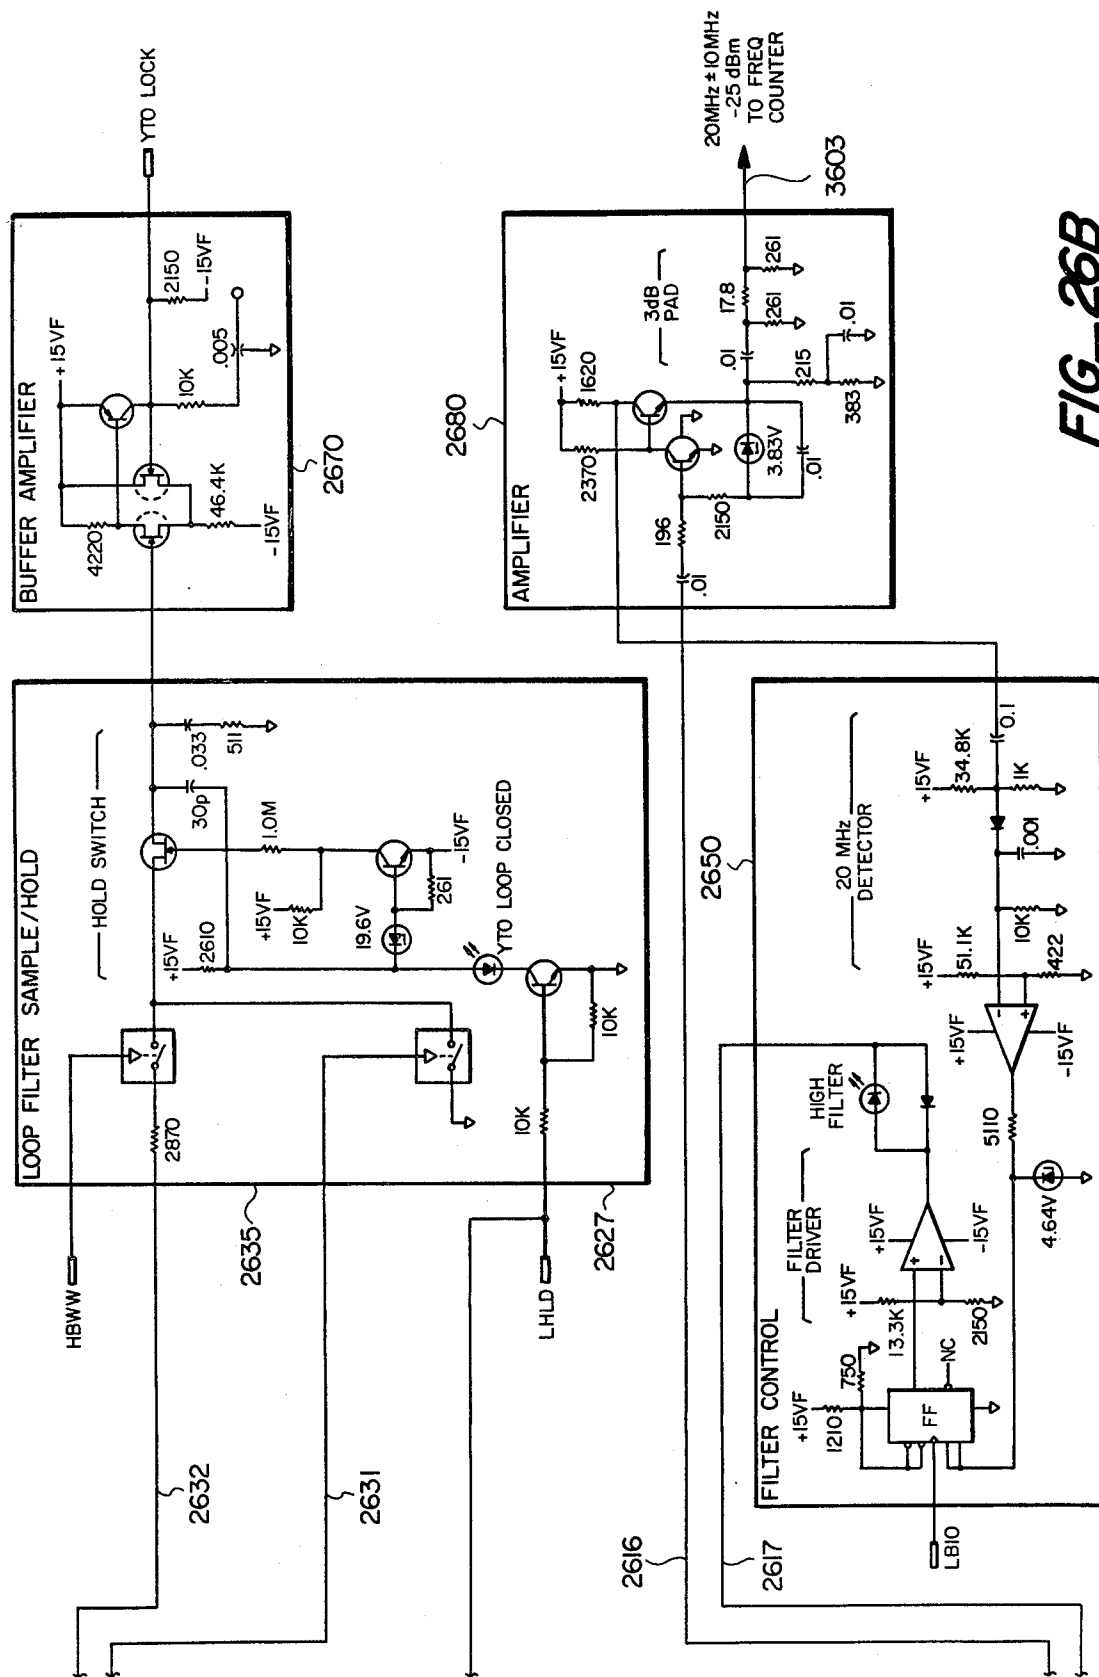 BUFFER AMPLIFIER
+15VF
4220
46.4K
-15VF
10K
.005
2150
-15VF
YTO LOCK
2670
LOOP FILTER SAMPLE/HOLD
HOLD SWITCH
HBWW
2870
+15VF
2610
30p
.033
511
+15VF
10K
1.0M
19.6V
261
-15VF
YTO LOOP CLOSED
10K
10K
LHLD
2635
2627
2632
2631
AMPLIFIER
2680
+15VF
2370
1620
3dB
PAD
196
.01
2150
3.83V
.01
.01
17.8
261
261
215
383
.01
20MHz ±10MHz
-25 dBm
TO FREQ
COUNTER
3603
FILTER CONTROL
2650
FILTER
DRIVER
HIGH
FILTER
20 MHz
DETECTOR
+15VF
1210
750
FF
NC
LB10
+15VF
13.3K
2150
+15VF
-15VF
+
-
4.64V
5110
+15VF
-15VF
-
+
+15VF
51.1K
422
10K
.001
+15VF
34.8K
1K
0.1
2616
2617
FIG_26B